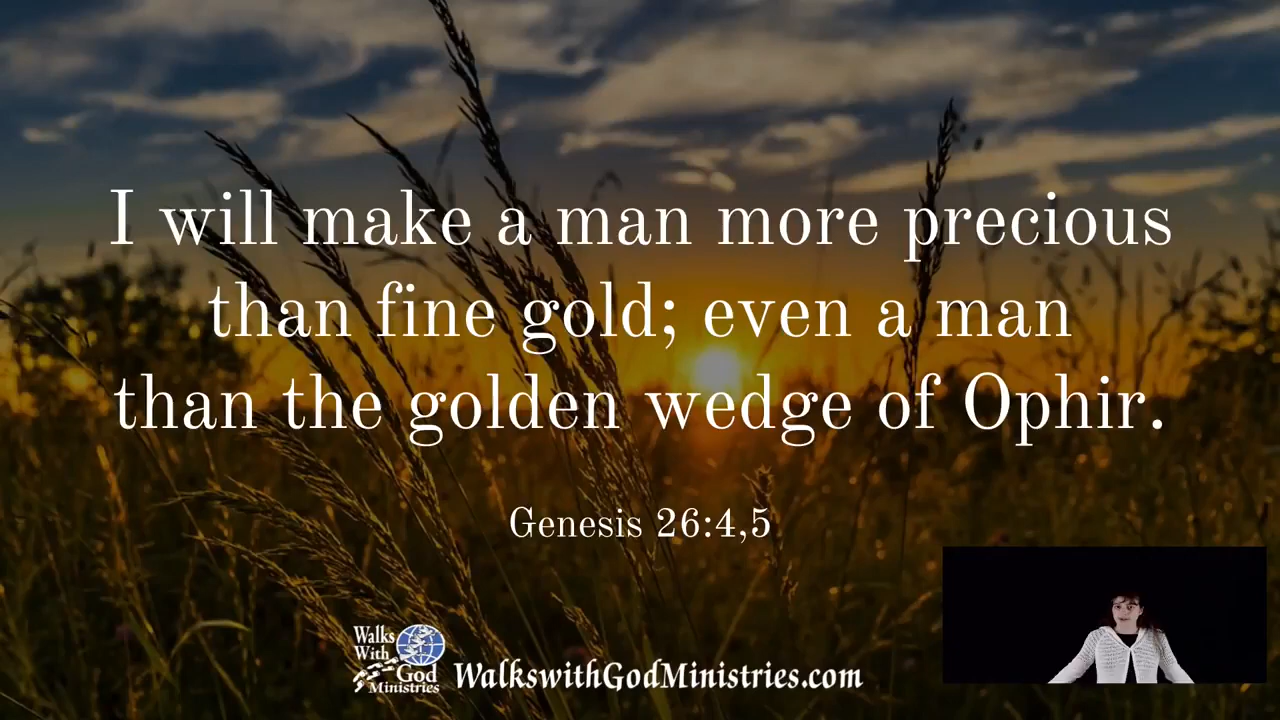 I will make a man more precious
than fine gold; even a man
than the golden wedge of Ophir.
Genesis 26:4,5
Walks
With
God
Ministries
WalkswithGodMinistries.com